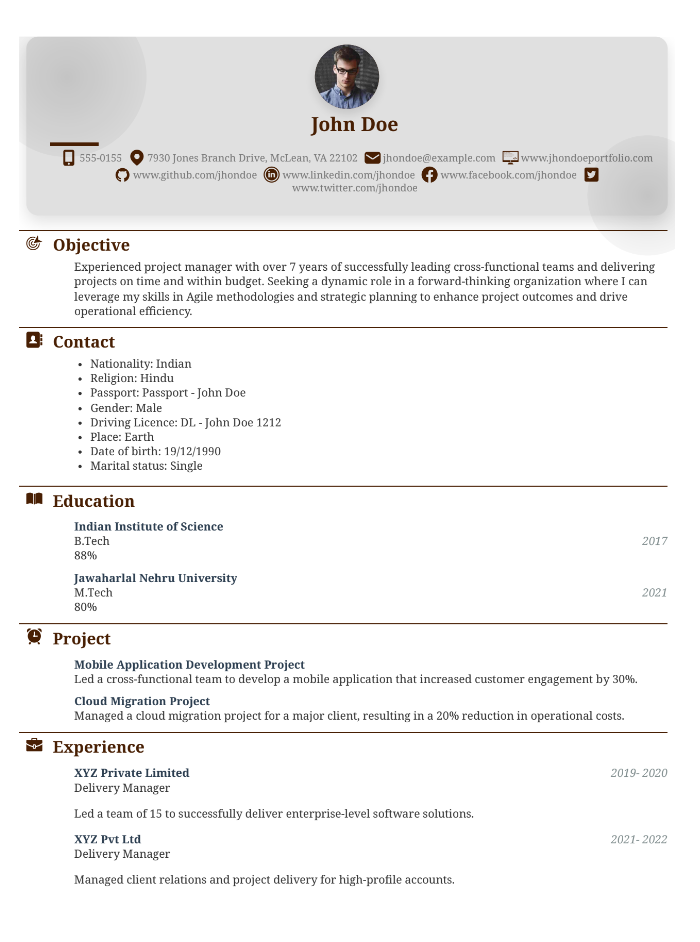 John Doe
555-0155 7930 Jones Branch Drive, McLean, VA 22102 jhondoe@example.com www.jhondoeportfolio.com
www.github.com/jhondoe www.linkedin.com/jhondoe www.facebook.com/jhondoe
www.twitter.com/jhondoe
Objective
Experienced project manager with over 7 years of successfully leading cross-functional teams and delivering
projects on time and within budget. Seeking a dynamic role in a forward-thinking organization where I can
leverage my skills in Agile methodologies and strategic planning to enhance project outcomes and drive
operational efficiency.
Contact
• Nationality: Indian
• Religion: Hindu
• Passport: Passport - John Doe
• Gender: Male
• Driving Licence: DL - John Doe 1212
• Place: Earth
• Date of birth: 19/12/1990
• Marital status: Single
Education
Indian Institute of Science
B.Tech 2017
88%
Jawaharlal Nehru University
M.Tech 2021
80%
Project
Mobile Application Development Project
Led a cross-functional team to develop a mobile application that increased customer engagement by 30%.
Cloud Migration Project
Managed a cloud migration project for a major client, resulting in a 20% reduction in operational costs.
Experience
XYZ Private Limited 2019- 2020
Delivery Manager
Led a team of 15 to successfully deliver enterprise-level software solutions.
XYZ Pvt Ltd 2021- 2022
Delivery Manager
Managed client relations and project delivery for high-profile accounts.